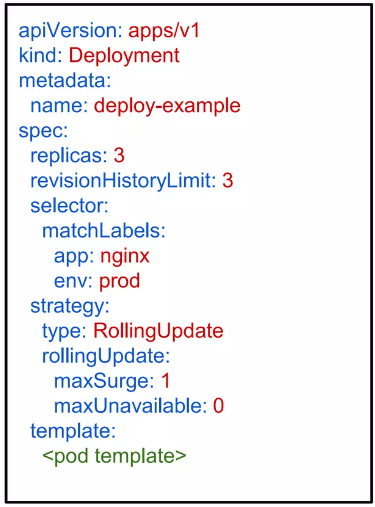 apiVersion: apps/v1
kind: Deployment
metadata:
  name: deploy-example
spec:
  replicas: 3
  revisionHistoryLimit: 3
  selector:
    matchLabels:
      app: nginx
      env: prod
  strategy:
    type: RollingUpdate
    rollingUpdate:
      maxSurge: 1
      maxUnavailable: 0
  template:
    <pod template>